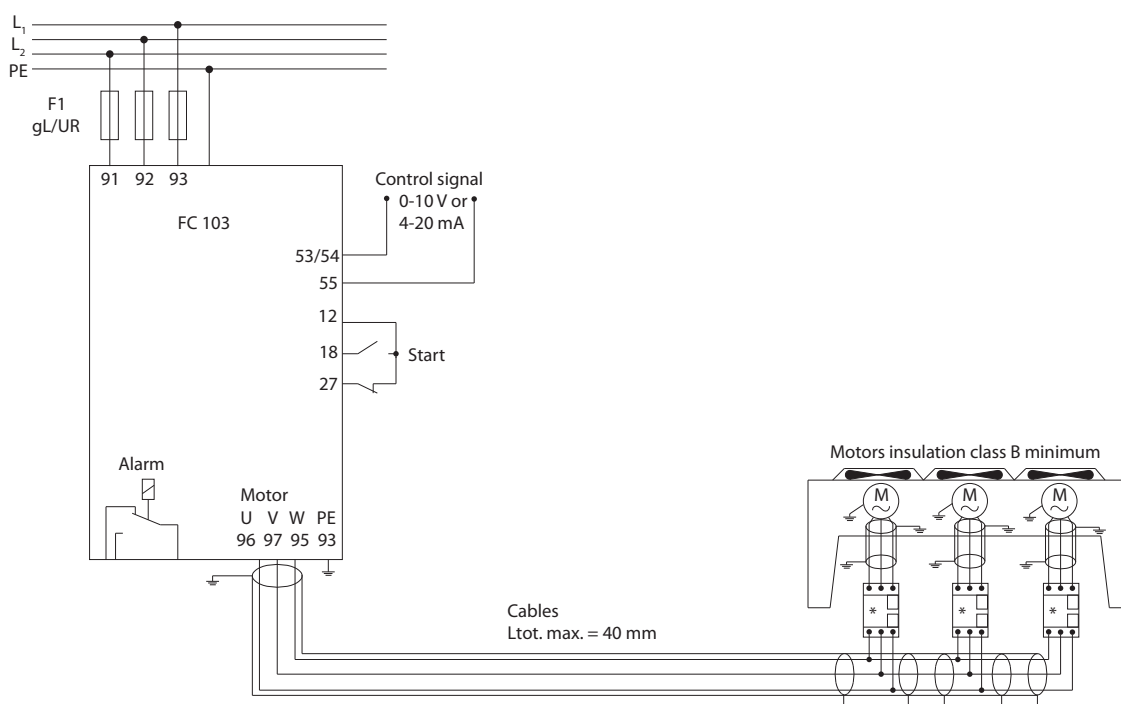 L1
L2
PE
F1
gL/UR
91 92 93
FC 103
Control signal
0-10 V or
4-20 mA
53/54
55
12
18
Start
27
Alarm
Motor
U V W PE
96 97 95 93
Motors insulation class B minimum
M M M
* * *
Cables
Ltot. max. = 40 mm